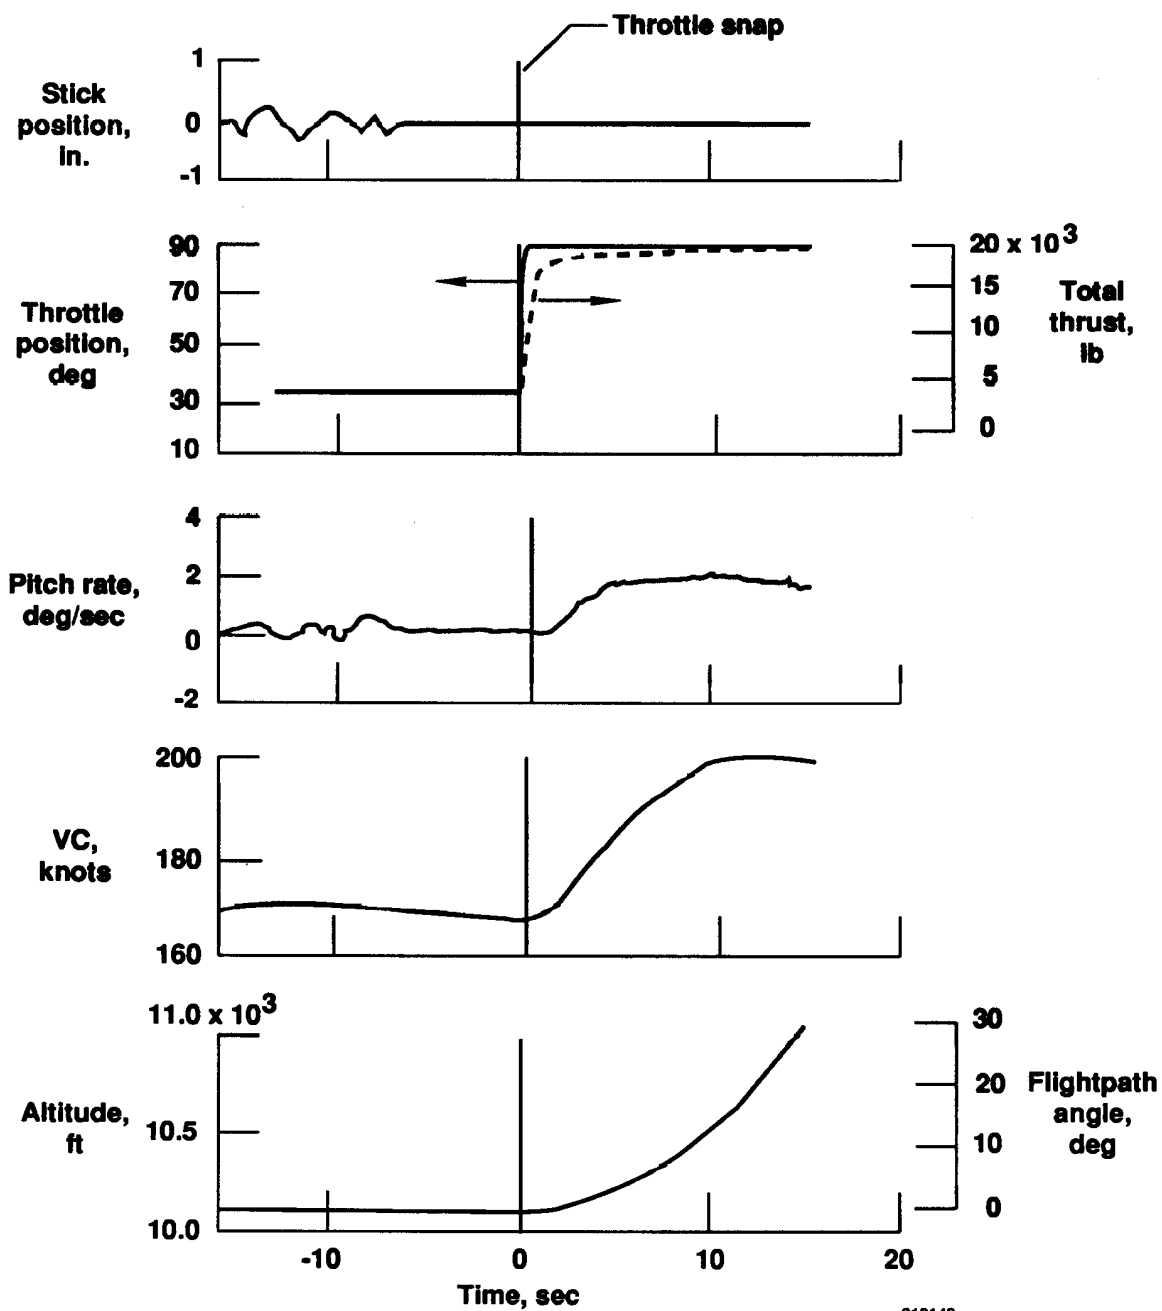 Throttle snap
1
Stick
position,
in.
0
-1
90
70
Throttle
position,
deg
50
30
10
20 x 10³
15
10
5
0
Total
thrust,
lb
4
Pitch rate,
deg/sec
2
0
-2
200
VC,
knots
180
160
11.0 x 10³
Altitude,
ft
10.5
10.0
30
20
10
0
Flightpath
angle,
deg
-10 0 10 20
Time, sec